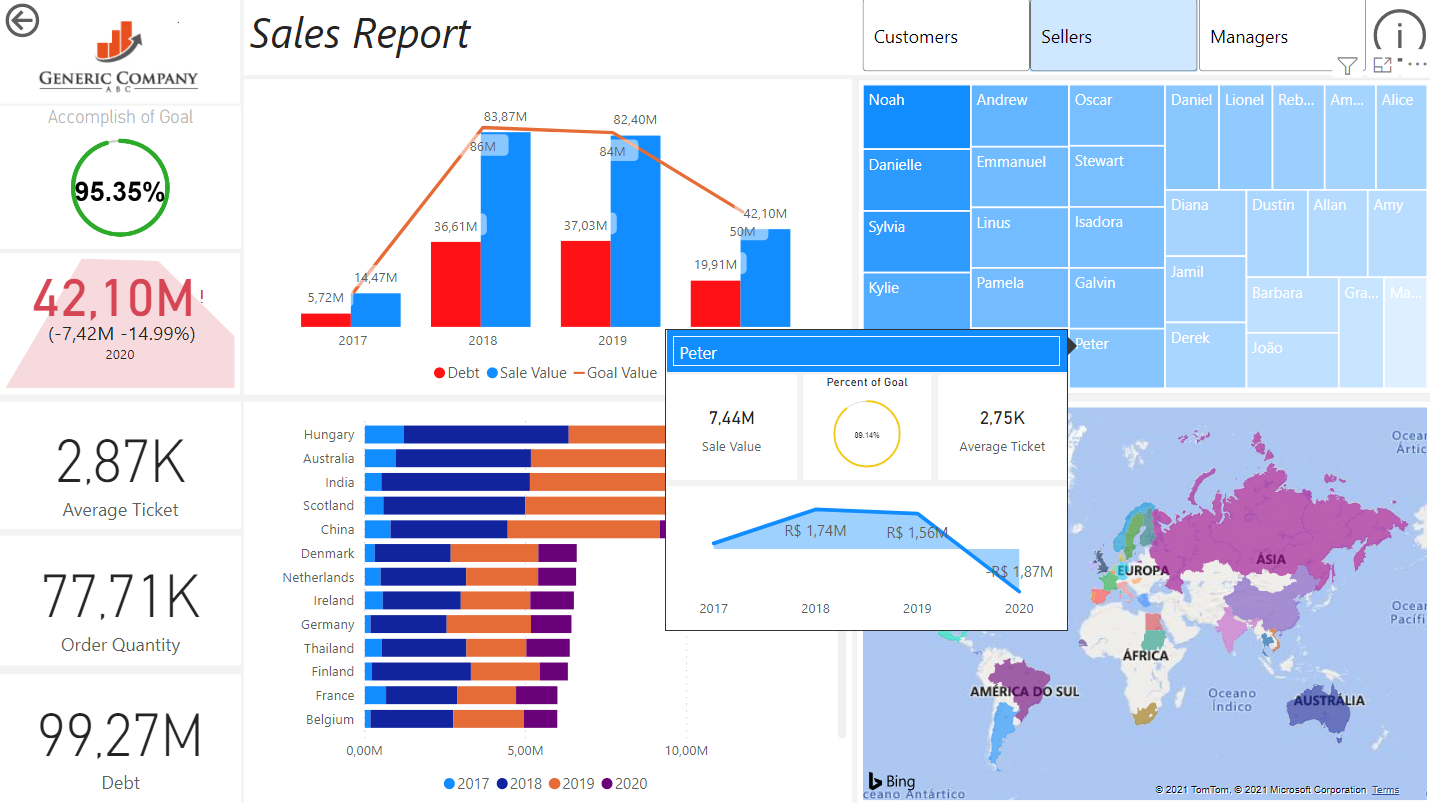 Sales Report
GENERIC COMPANY
ABC
Customers
Sellers
Managers
i
Accomplish of Goal
95.35%
42,10M!
(-7,42M -14.99%)
2020
2,87K
Average Ticket
77,71K
Order Quantity
99,27M
Debt
83,87M
82,40M
86M
84M
36,61M
37,03M
42,10M
50M
14,47M
19,91M
5,72M
2017 2018 2019
Debt Sale Value Goal Value
Noah
Andrew
Oscar
Daniel
Lionel
Reb...
Am...
Alice
Danielle
Emmanuel
Stewart
Sylvia
Linus
Isadora
Diana
Dustin
Allan
Amy
Kylie
Pamela
Galvin
Jamil
Barbara
Gra...
Ma...
Peter
Derek
João
Peter
7,44M
Sale Value
Percent of Goal
89.14%
2,75K
Average Ticket
R$ 1,74M
R$ 1,56M
-R$ 1,87M
2017 2018 2019 2020
Hungary
Australia
India
Scotland
China
Denmark
Netherlands
Ireland
Germany
Thailand
Finland
France
Belgium
0,00M 5,00M 10,00M
2017 2018 2019 2020
Ocean
Ártic
EUROPA
ÁSIA
Ocean
Pacífi
ÁFRICA
AMÉRICA DO SUL
Oceano
Índico
AUSTRÁLIA
Bing
ceano Antártico
© 2021 TomTom, © 2021 Microsoft Corporation Terms